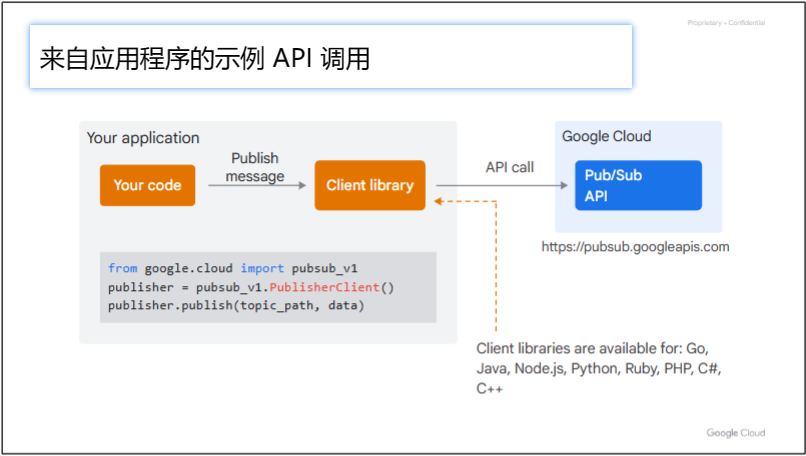 Proprietary + Confidential
来自应用程序的示例 API 调用
Your application
Your code
Publish
message
Client library
API call
Google Cloud
Pub/Sub
API
https://pubsub.googleapis.com
from google.cloud import pubsub_v1
publisher = pubsub_v1.PublisherClient()
publisher.publish(topic_path, data)
Client libraries are available for: Go,
Java, Node.js, Python, Ruby, PHP, C#,
C++
Google Cloud